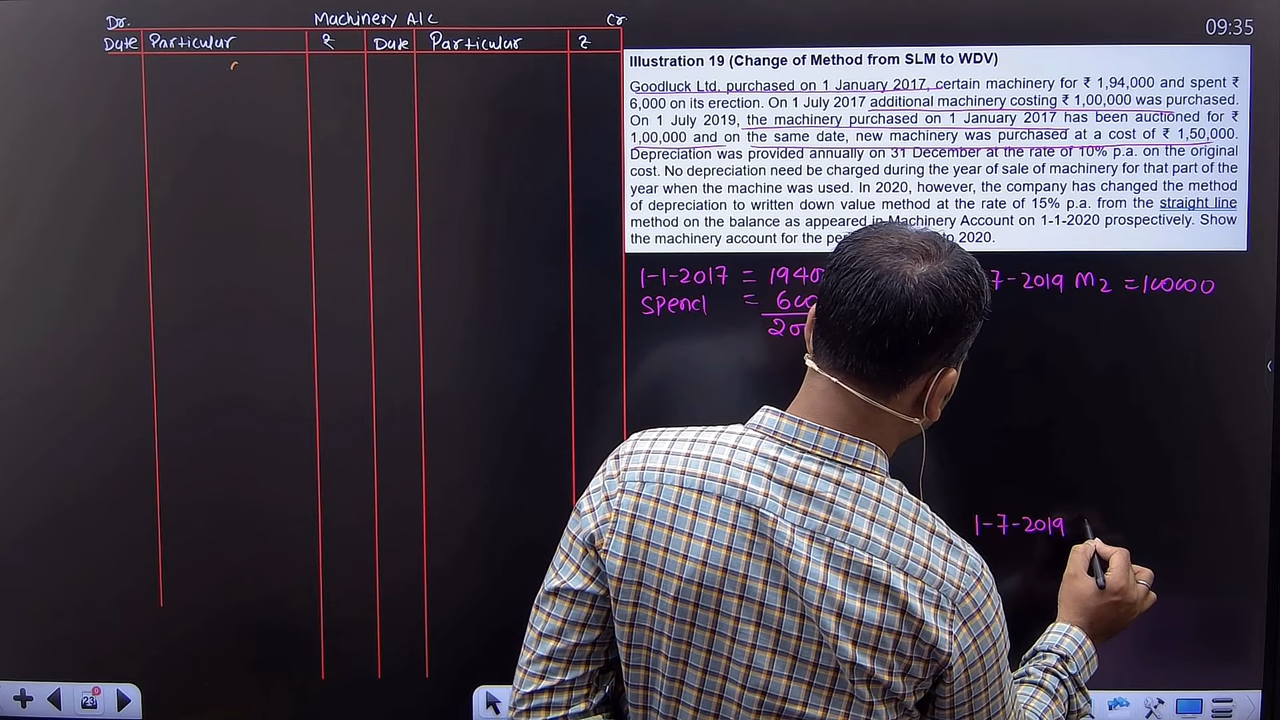 Dr. Machinery A/c Cr.
Date Particular ₹ Date Particular ₹
09:35
Illustration 19 (Change of Method from SLM to WDV)
Goodluck Ltd. purchased on 1 January 2017, certain machinery for ₹ 1,94,000 and spent ₹
6,000 on its erection. On 1 July 2017 additional machinery costing ₹ 1,00,000 was purchased.
On 1 July 2019, the machinery purchased on 1 January 2017 has been auctioned for ₹
1,00,000 and on the same date, new machinery was purchased at a cost of ₹ 1,50,000.
Depreciation was provided annually on 31 December at the rate of 10% p.a. on the original
cost. No depreciation need be charged during the year of sale of machinery for that part of the
year when the machine was used. In 2020, however, the company has changed the method
of depreciation to written down value method at the rate of 15% p.a. from the straight line
method on the balance as appeared in Machinery Account on 1-1-2020 prospectively. Show
the machinery account for the to 2020.
1-1-2017 = 1940 7-2019 M2 = 100000
Spend = 600
20
1-7-2019
23